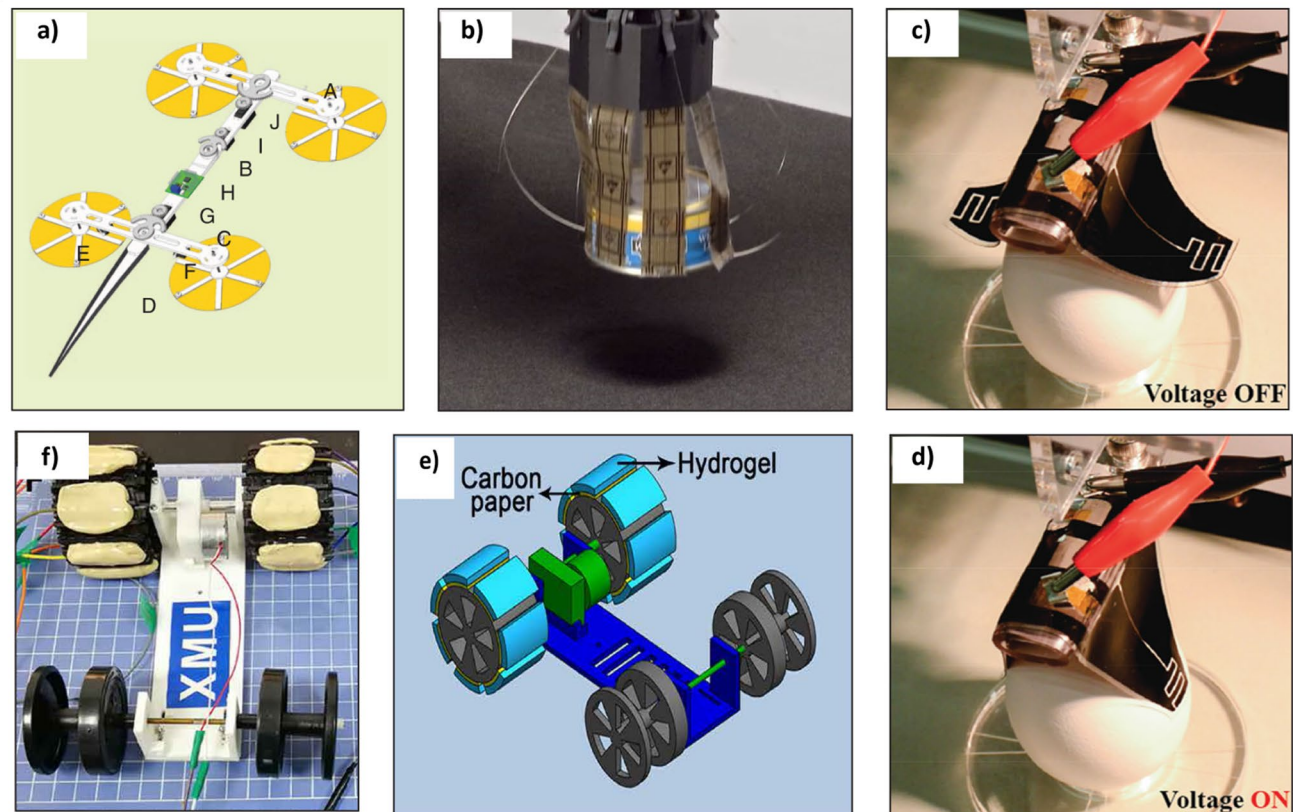 a)
A
J
I
B
H
G
C
E
F
D
b)
c)
Voltage OFF
f)
XMU
e)
Hydrogel
Carbon
paper
d)
Voltage ON